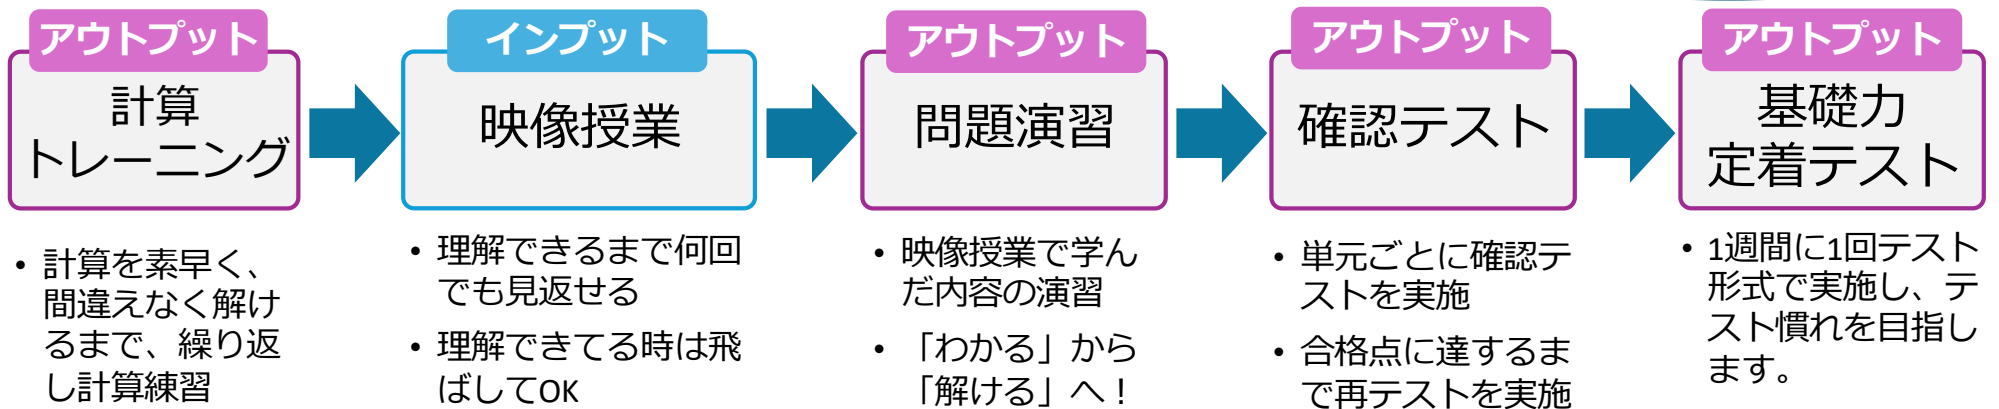 アウトプット
計算
トレーニング
・計算を素早く、
間違えなく解け
るまで、繰り返
し計算練習
インプット
映像授業
・理解できるまで何回
でも見返せる
・理解できてる時は飛
ばしてOK
アウトプット
問題演習
・映像授業で学ん
だ内容の演習
・「わかる」から
「解ける」へ！
アウトプット
確認テスト
・単元ごとに確認テ
ストを実施
・合格点に達するま
で再テストを実施
アウトプット
基礎力
定着テスト
・1週間に1回テスト
形式で実施し、テ
スト慣れを目指し
ます。